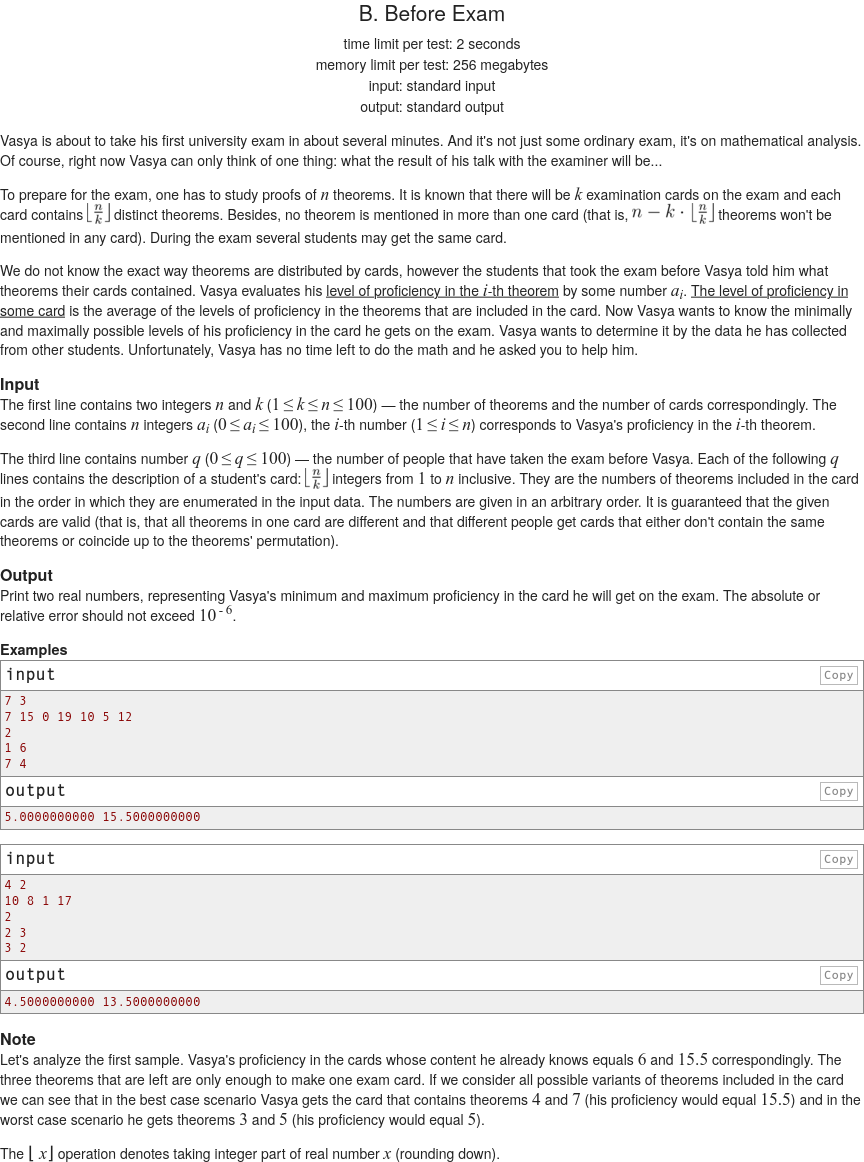 B. Before Exam
time limit per test: 2 seconds
memory limit per test: 256 megabytes
input: standard input
output: standard output
Vasya is about to take his first university exam in about several minutes. And it's not just some ordinary exam, it's on mathematical analysis.
Of course, right now Vasya can only think of one thing: what the result of his talk with the examiner will be...
To prepare for the exam, one has to study proofs of n theorems. It is known that there will be k examination cards on the exam and each
card contains ⌊n/k⌋ distinct theorems. Besides, no theorem is mentioned in more than one card (that is, n − k · ⌊n/k⌋ theorems won't be
mentioned in any card). During the exam several students may get the same card.
We do not know the exact way theorems are distributed by cards, however the students that took the exam before Vasya told him what
theorems their cards contained. Vasya evaluates his level of proficiency in the i-th theorem by some number aᵢ. The level of proficiency in
some card is the average of the levels of proficiency in the theorems that are included in the card. Now Vasya wants to know the minimally
and maximally possible levels of his proficiency in the card he gets on the exam. Vasya wants to determine it by the data he has collected
from other students. Unfortunately, Vasya has no time left to do the math and he asked you to help him.
Input
The first line contains two integers n and k (1 ≤ k ≤ n ≤ 100) — the number of theorems and the number of cards correspondingly. The
second line contains n integers aᵢ (0 ≤ aᵢ ≤ 100), the i-th number (1 ≤ i ≤ n) corresponds to Vasya's proficiency in the i-th theorem.
The third line contains number q (0 ≤ q ≤ 100) — the number of people that have taken the exam before Vasya. Each of the following q
lines contains the description of a student's card: ⌊n/k⌋ integers from 1 to n inclusive. They are the numbers of theorems included in the card
in the order in which they are enumerated in the input data. The numbers are given in an arbitrary order. It is guaranteed that the given
cards are valid (that is, that all theorems in one card are different and that different people get cards that either don't contain the same
theorems or coincide up to the theorems' permutation).
Output
Print two real numbers, representing Vasya's minimum and maximum proficiency in the card he will get on the exam. The absolute or
relative error should not exceed 10⁻⁶.
Examples
input Copy
7 3
7 15 0 19 10 5 12
2
1 6
7 4
output Copy
5.0000000000 15.5000000000
input Copy
4 2
10 8 1 17
2
2 3
3 2
output Copy
4.5000000000 13.5000000000
Note
Let's analyze the first sample. Vasya's proficiency in the cards whose content he already knows equals 6 and 15.5 correspondingly. The
three theorems that are left are only enough to make one exam card. If we consider all possible variants of theorems included in the card
we can see that in the best case scenario Vasya gets the card that contains theorems 4 and 7 (his proficiency would equal 15.5) and in the
worst case scenario he gets theorems 3 and 5 (his proficiency would equal 5).
The ⌊x⌋ operation denotes taking integer part of real number x (rounding down).